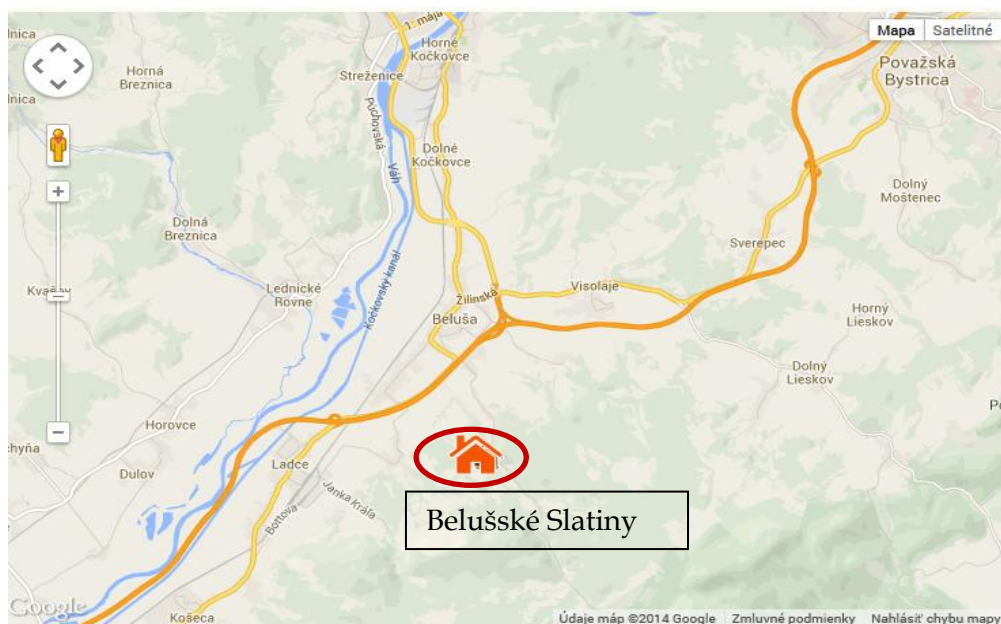 1. mája
Mapa
Satelitné
Horné
Kočkovce
Považská
Bystrica
Horná
Breznica
Streženice
Púchovská
Dolné
Kočkovce
Váh
Dolný
Moštenec
Dolná
Breznica
Sverepec
Kočkovský kanál
Lednické
Rovne
Žilinská
Visolaje
Beluša
Horný
Lieskov
Dolný
Lieskov
Horovce
Dulov
Ladce
Janka Kráľa
Bottova
Belušské Slatiny
Google
Košeca
Údaje máp ©2014 Google
Zmluvné podmienky
Nahlásiť chybu mapy